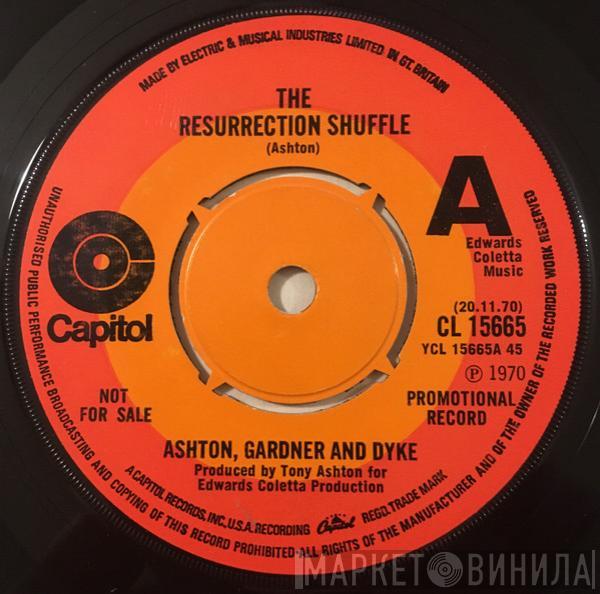 MADE BY ELECTRIC & MUSICAL INDUSTRIES LIMITED IN GT. BRITAIN
THE
RESURRECTION SHUFFLE
(Ashton)
A
Edwards
Coletta
Music
Capitol
(20.11.70)
CL 15665
YCL 15665A 45
℗ 1970
NOT
FOR SALE
PROMOTIONAL
RECORD
ASHTON, GARDNER AND DYKE
Produced by Tony Ashton for
Edwards Coletta Production
A CAPITOL RECORDS, INC., U.S.A. RECORDING Capitol REGD. TRADE MARK
UNAUTHORISED PUBLIC PERFORMANCE BROADCASTING AND COPYING OF THIS RECORD PROHIBITED-ALL RIGHTS OF THE MANUFACTURER AND OF THE OWNER OF THE RECORDED WORK RESERVED
МАРКЕТ ВИНИЛА